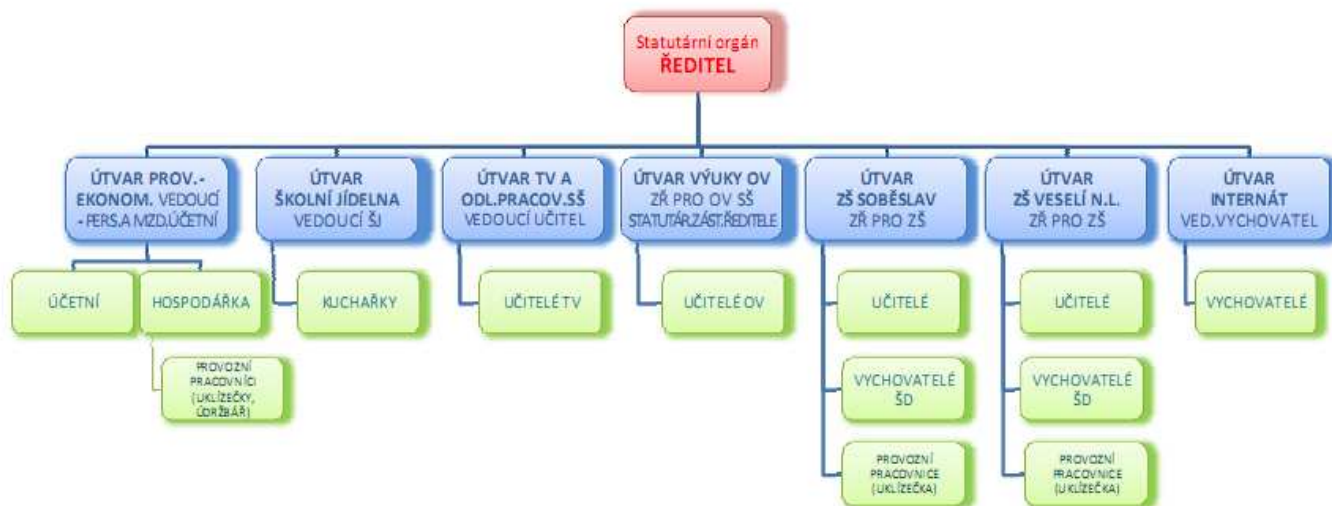 Statutární orgán
ŘEDITEL
ÚTVAR PROV.-
EKONOM. VEDOUCÍ
- PERS.A MZD.ÚČETNÍ
ÚTVAR
ŠKOLNÍ JÍDELNA
VEDOUCÍ ŠJ
ÚTVAR TV A
ODL.PRACOV.SŠ
VEDOUCÍ UČITEL
ÚTVAR VÝUKY OV
ZŘ PRO OV SŠ
STATUTÁR.ZÁST.ŘEDITELE
ÚTVAR
ZŠ SOBĚSLAV
ZŘ PRO ZŠ
ÚTVAR
ZŠ VESELÍ N.L.
ZŘ PRO ZŠ
ÚTVAR
INTERNÁT
VED.VYCHOVATEL
ÚČETNÍ
HOSPODÁŘKA
KUCHAŘKY
UČITELÉ TV
UČITELÉ OV
UČITELÉ
UČITELÉ
VYCHOVATELÉ
PROVOZNÍ
PRACOVNÍCI
(UKLÍZEČKY,
ÚDRŽBÁŘ)
VYCHOVATELÉ
ŠD
VYCHOVATELÉ
ŠD
PROVOZNÍ
PRACOVNICE
(UKLÍZEČKA)
PROVOZNÍ
PRACOVNICE
(UKLÍZEČKA)